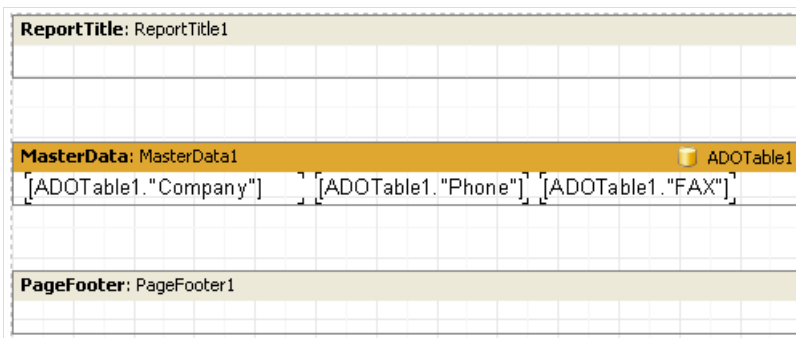 ReportTitle: ReportTitle1
MasterData: MasterData1 ADOTable1
[ADOTable1."Company"] [ADOTable1."Phone"] [ADOTable1."FAX"]
PageFooter: PageFooter1